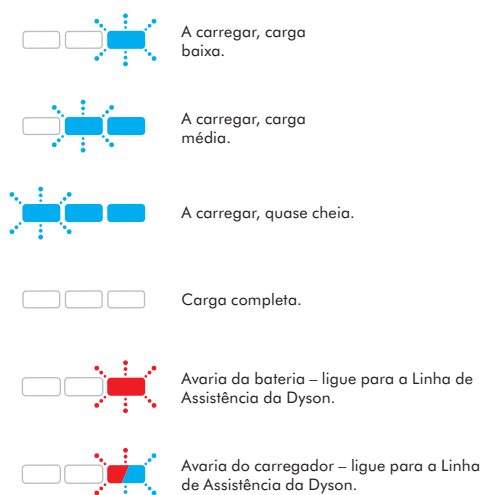 A carregar, carga
baixa.
A carregar, carga
média.
A carregar, quase cheia.
Carga completa.
Avaria da bateria – ligue para a Linha de
Assistência da Dyson.
Avaria do carregador – ligue para a Linha
de Assistência da Dyson.